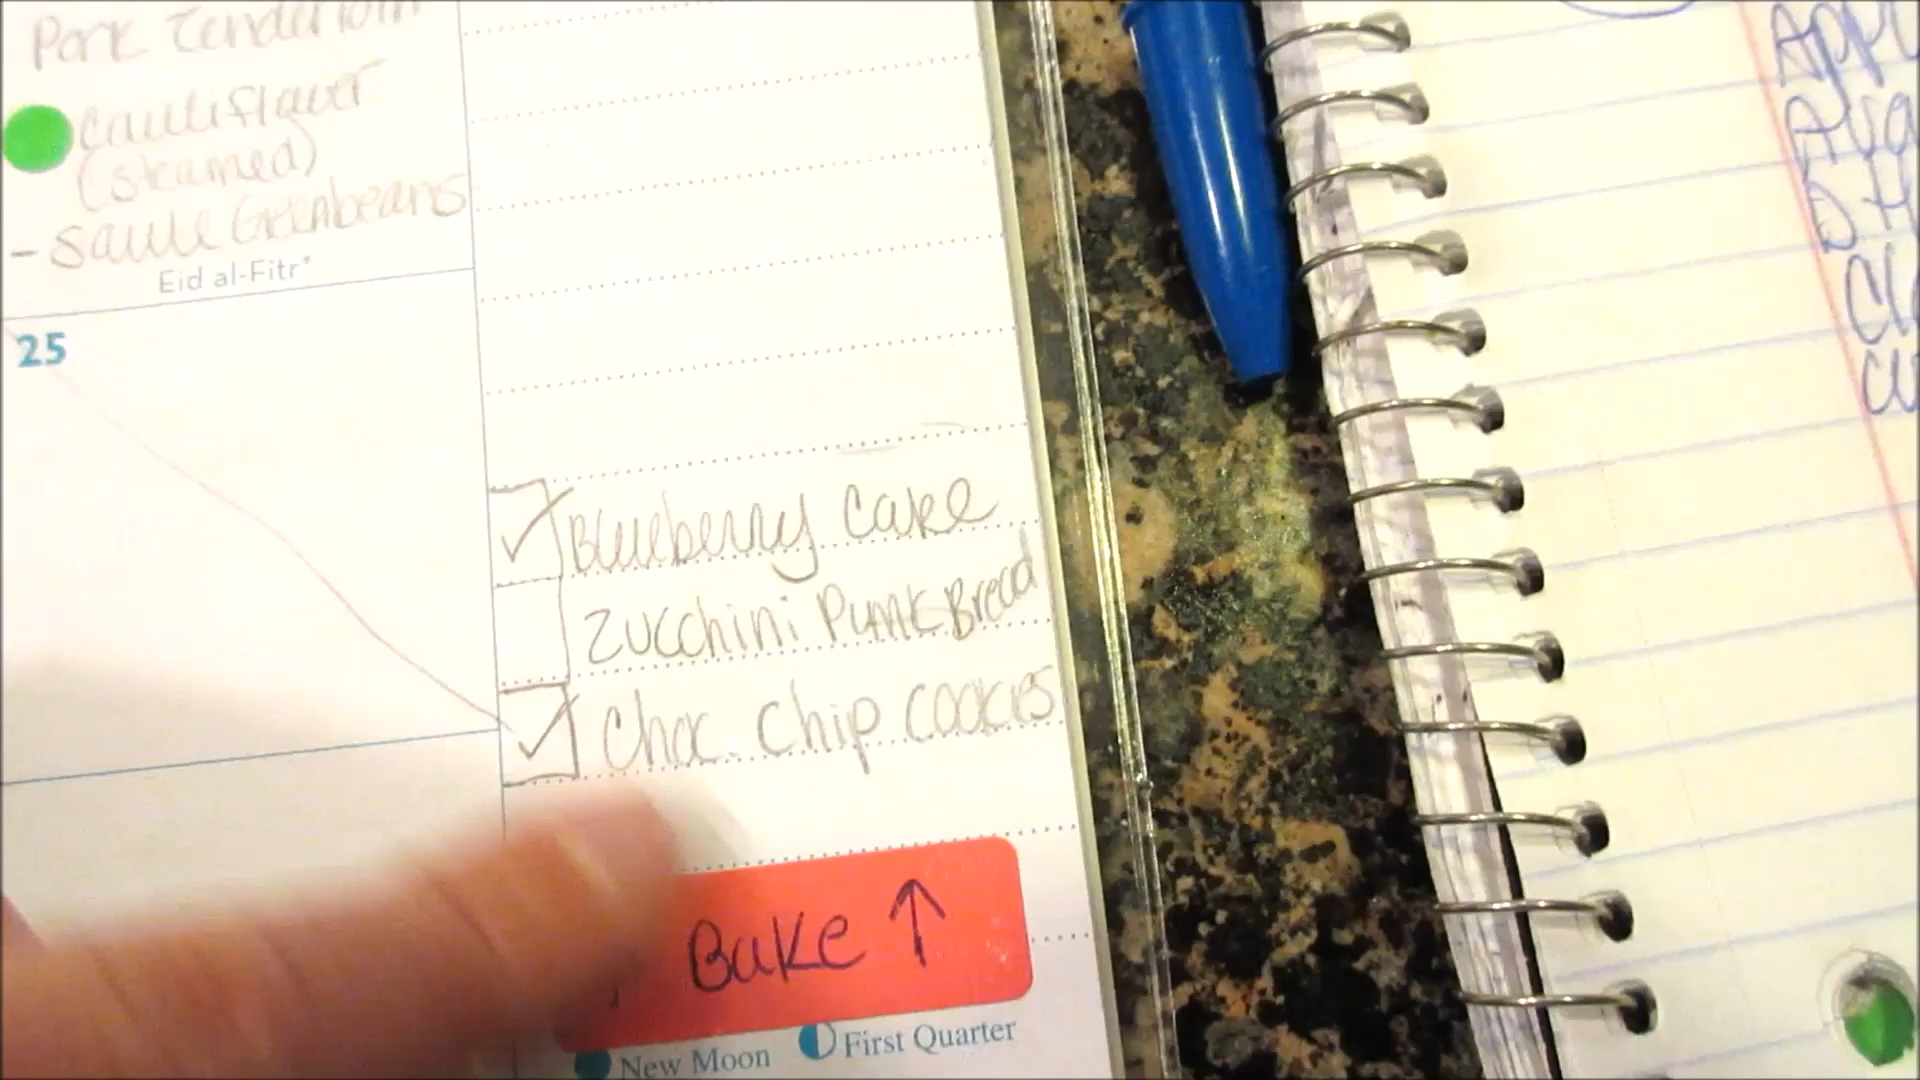 Pork Tenderloin
Cauliflower
(steamed)
- Saute Greenbeans
Eid al-Fitr*
25
Blueberry Cake
Zucchini Punk Bread
Choc. Chip Cookies
Bake ↑
New Moon
First Quarter